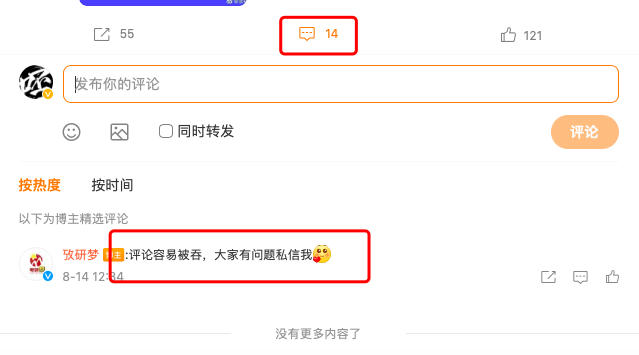 55
14
121
发布你的评论
同时转发
评论
按热度 按时间
以下为博主精选评论
攷研梦 博主:评论容易被吞，大家有问题私信我
8-14 12:34
没有更多内容了